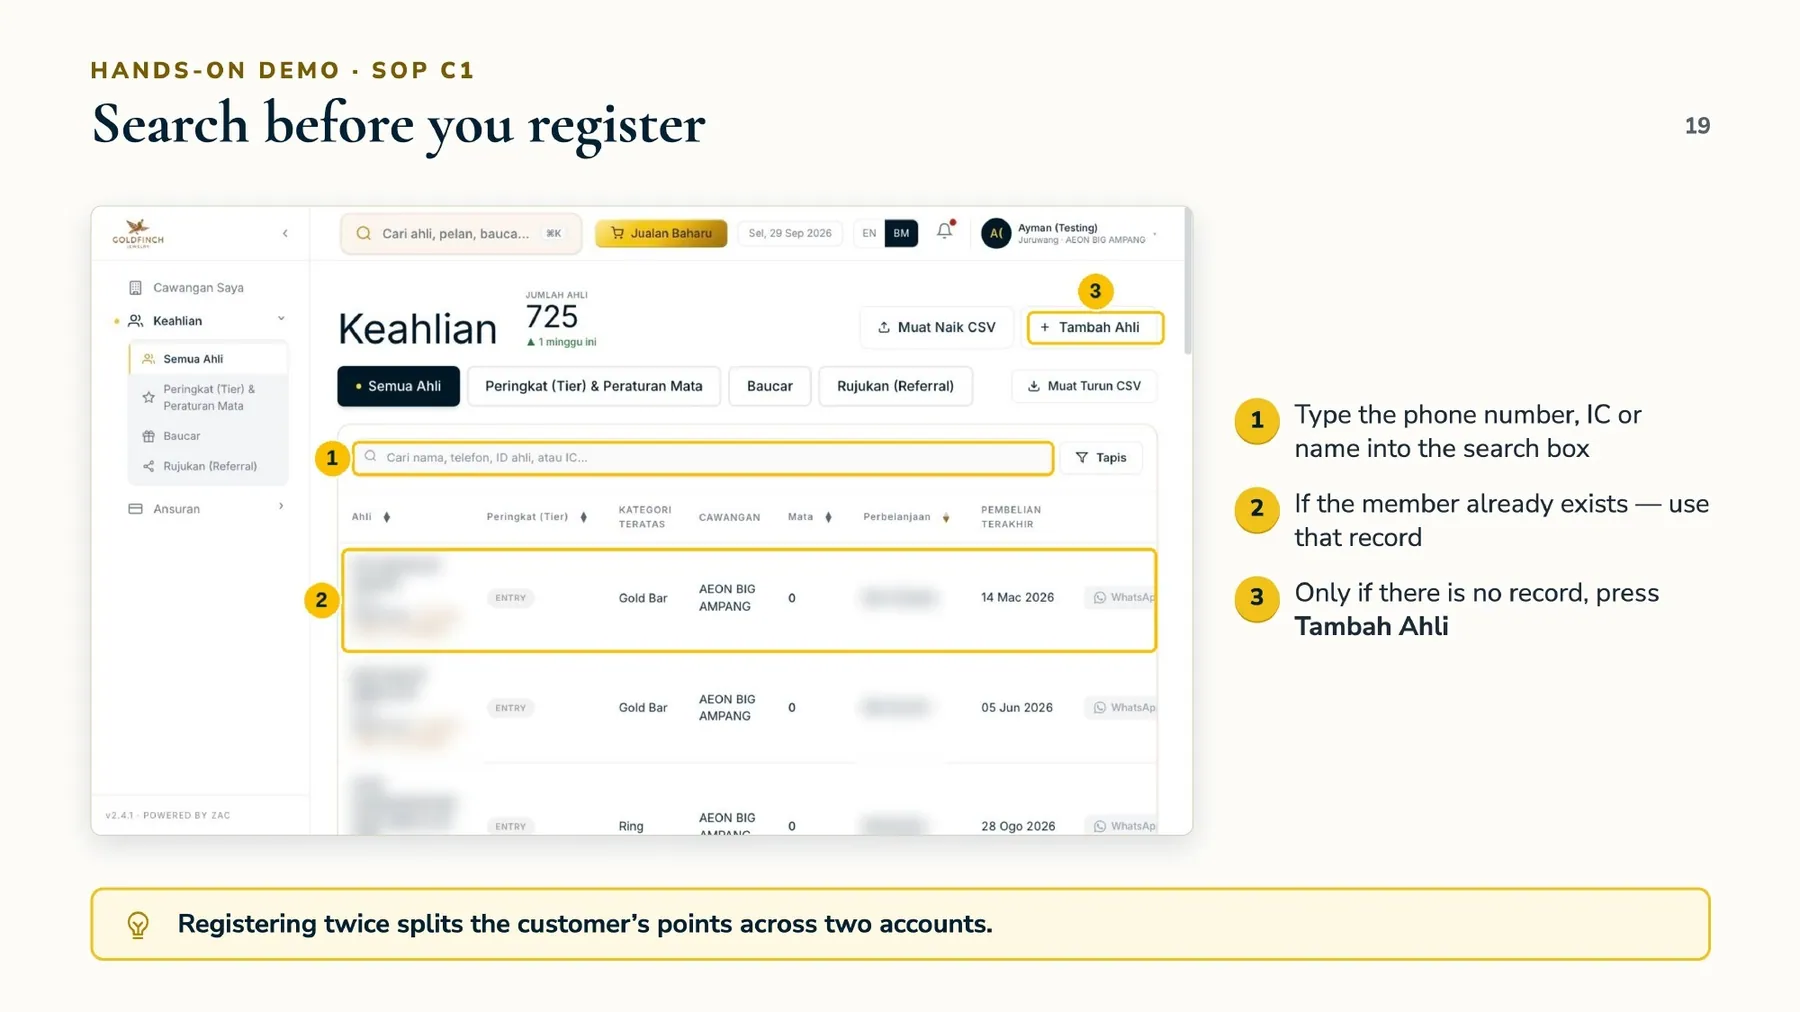 HANDS-ON DEMO · SOP C1
Search before you register
19
GOLDFINCH
JEWELRY
Cari ahli, pelan, bauca... ⌘K
Jualan Baharu
Sel, 29 Sep 2026
EN BM
A(
Ayman (Testing)
Juruwang · AEON BIG AMPANG
Cawangan Saya
Keahlian
Semua Ahli
Peringkat (Tier) &
Peraturan Mata
Baucar
Rujukan (Referral)
Ansuran
v2.4.1 · POWERED BY ZAC
Keahlian
JUMLAH AHLI
725
▲ 1 minggu ini
Muat Naik CSV
3
+ Tambah Ahli
Semua Ahli
Peringkat (Tier) & Peraturan Mata
Baucar
Rujukan (Referral)
Muat Turun CSV
1
Cari nama, telefon, ID ahli, atau IC...
Tapis
Ahli
Peringkat (Tier)
KATEGORI
TERATAS
CAWANGAN
Mata
Perbelanjaan
PEMBELIAN
TERAKHIR
2
ENTRY
Gold Bar
AEON BIG
AMPANG
0
14 Mac 2026
WhatsAp
ENTRY
Gold Bar
AEON BIG
AMPANG
0
05 Jun 2026
WhatsAp
ENTRY
Ring
AEON BIG
AMPANG
0
28 Ogo 2026
WhatsAp
1 Type the phone number, IC or
name into the search box
2 If the member already exists — use
that record
3 Only if there is no record, press
Tambah Ahli
Registering twice splits the customer’s points across two accounts.